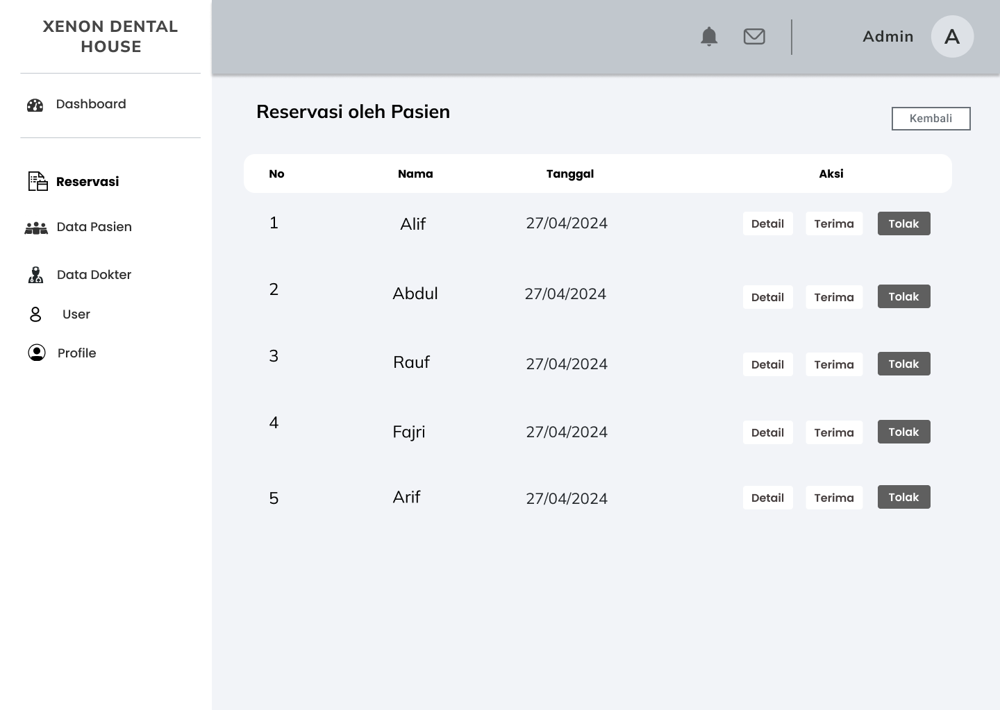 XENON DENTAL
HOUSE
Dashboard
Reservasi
Data Pasien
Data Dokter
User
Profile
Admin A
Reservasi oleh Pasien
Kembali
No Nama Tanggal Aksi
1 Alif 27/04/2024 Detail Terima Tolak
2 Abdul 27/04/2024 Detail Terima Tolak
3 Rauf 27/04/2024 Detail Terima Tolak
4 Fajri 27/04/2024 Detail Terima Tolak
5 Arif 27/04/2024 Detail Terima Tolak